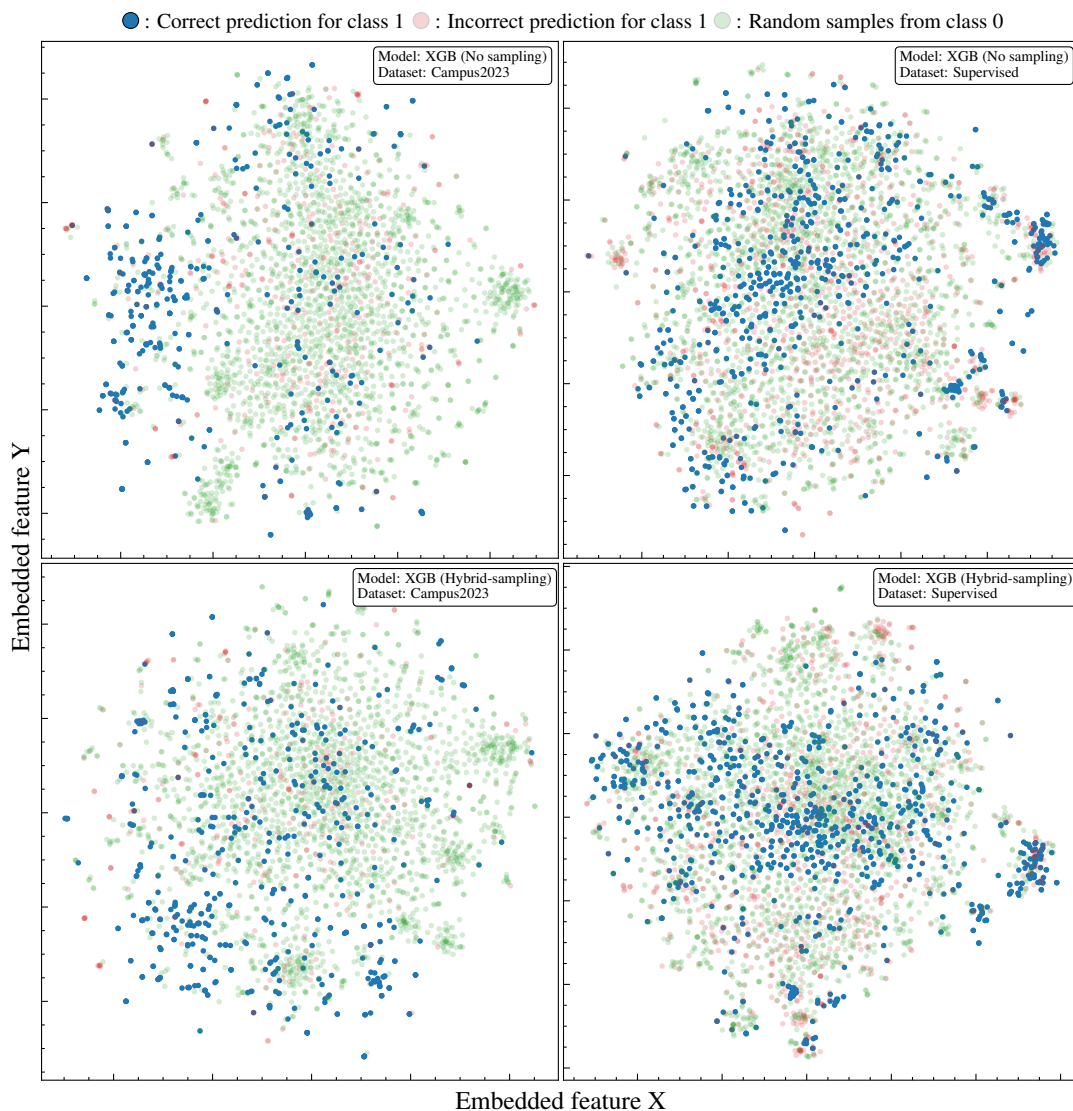 : Correct prediction for class 1 : Incorrect prediction for class 1 : Random samples from class 0
Model: XGB (No sampling)
Dataset: Campus2023
Model: XGB (No sampling)
Dataset: Supervised
Embedded feature Y
Model: XGB (Hybrid-sampling)
Dataset: Campus2023
Model: XGB (Hybrid-sampling)
Dataset: Supervised
Embedded feature X